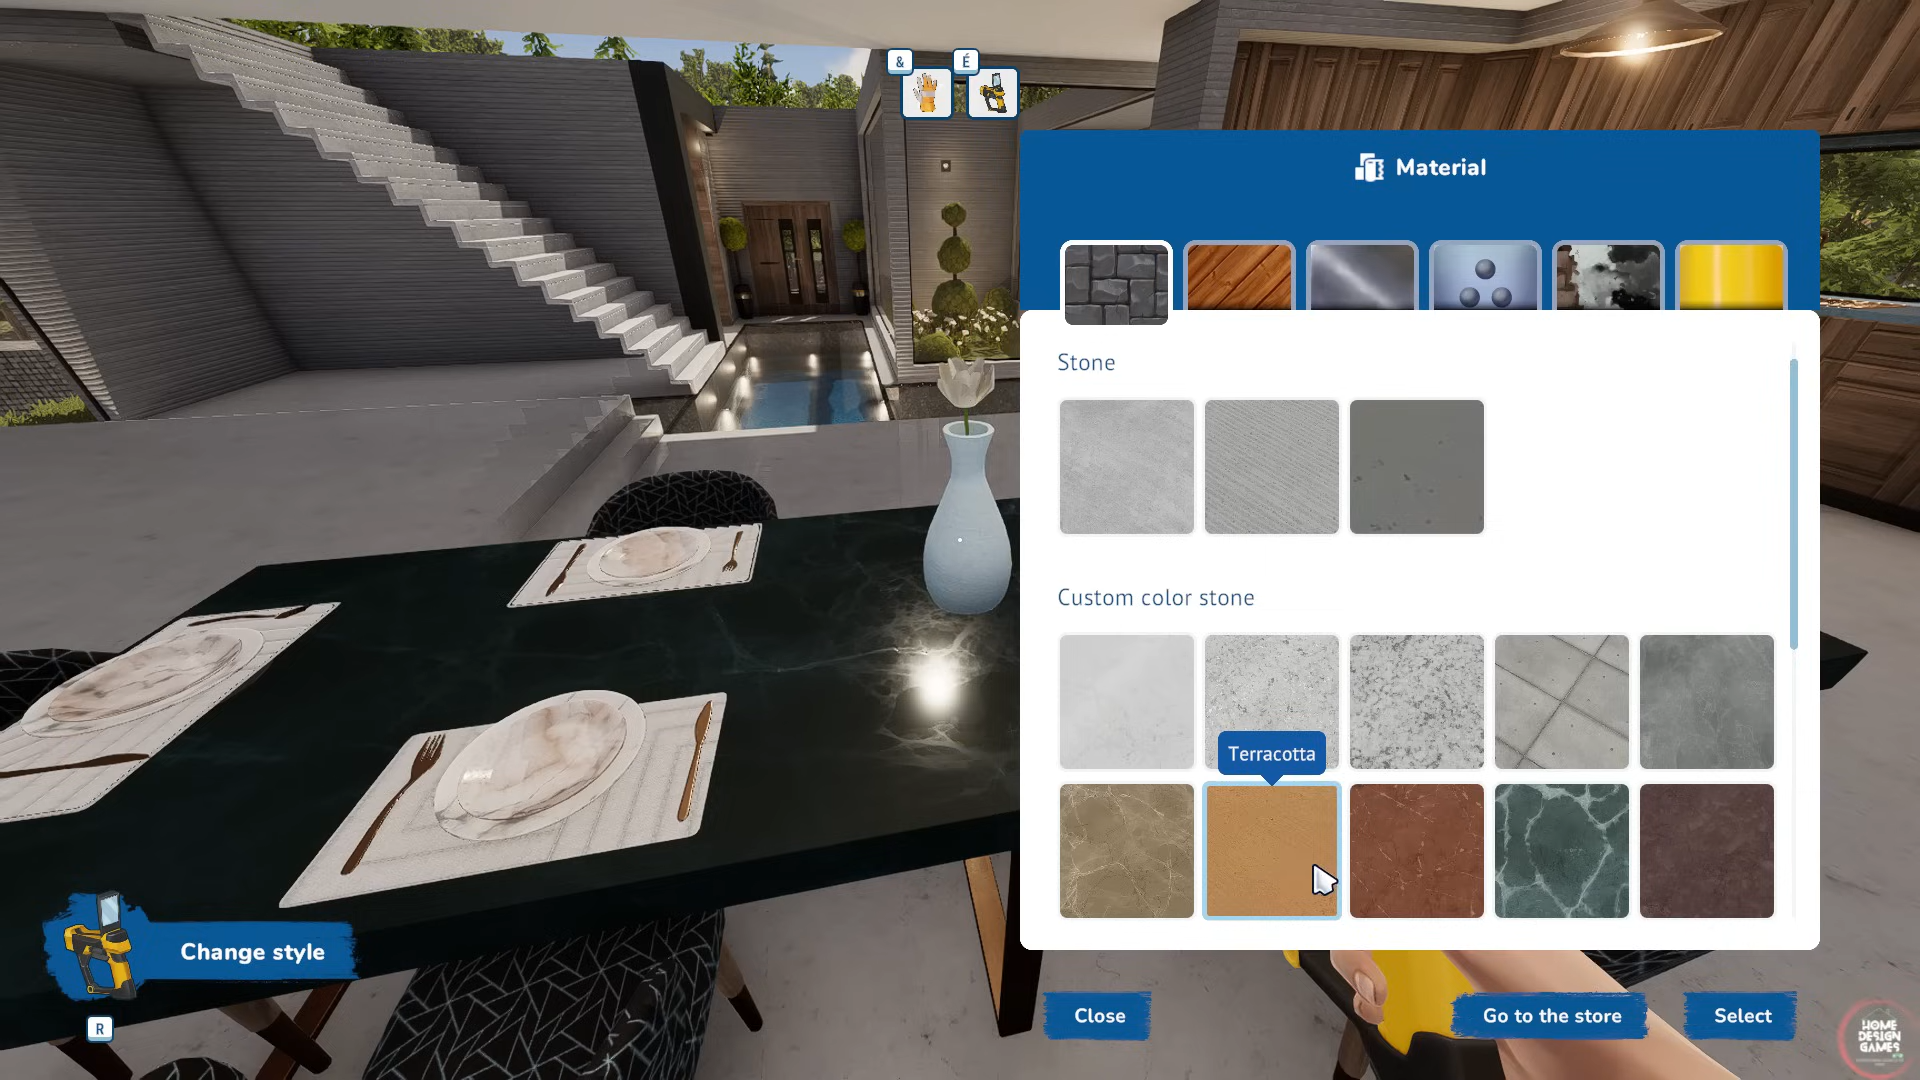 &
É
Material
Stone
Custom color stone
Terracotta
Change style
R
Close
Go to the store
Select
HOME
DESIGN
GAMES